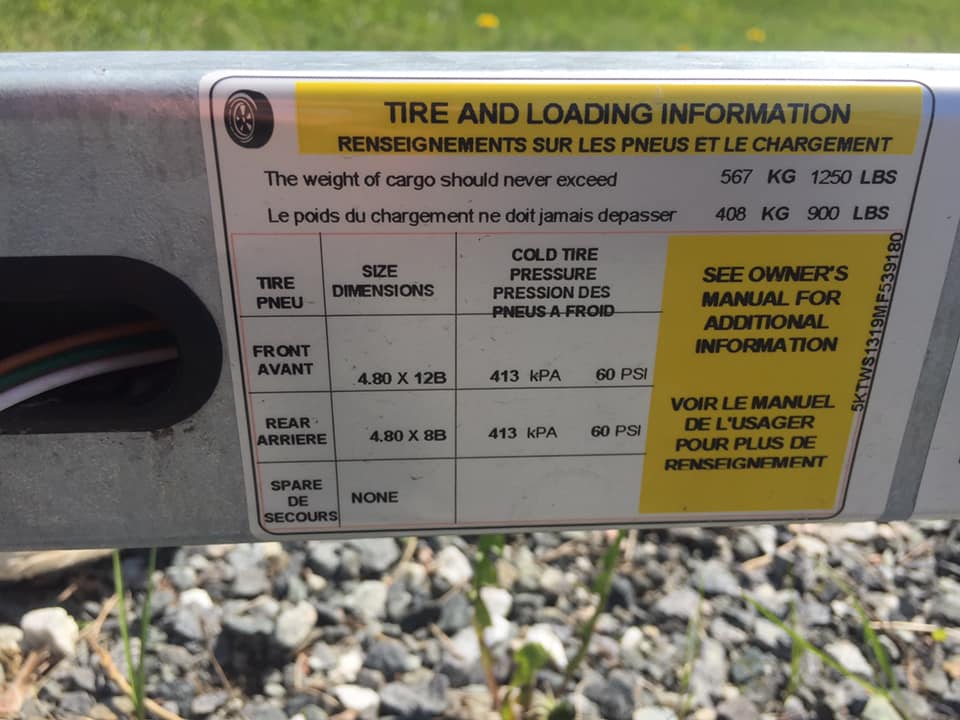 TIRE AND LOADING INFORMATION
RENSEIGNEMENTS SUR LES PNEUS ET LE CHARGEMENT
The weight of cargo should never exceed 567 KG 1250 LBS
Le poids du chargement ne doit jamais depasser 408 KG 900 LBS
TIRE
PNEU
SIZE
DIMENSIONS
COLD TIRE
PRESSURE
PRESSION DES
PNEUS A FROID
FRONT
AVANT
4.80 X 12B 413 kPA 60 PSI
REAR
ARRIERE
4.80 X 8B 413 kPA 60 PSI
SPARE
DE
SECOURS
NONE
SEE OWNER'S
MANUAL FOR
ADDITIONAL
INFORMATION
VOIR LE MANUEL
DE L'USAGER
POUR PLUS DE
RENSEIGNEMENT
5KTWS1319MF539180